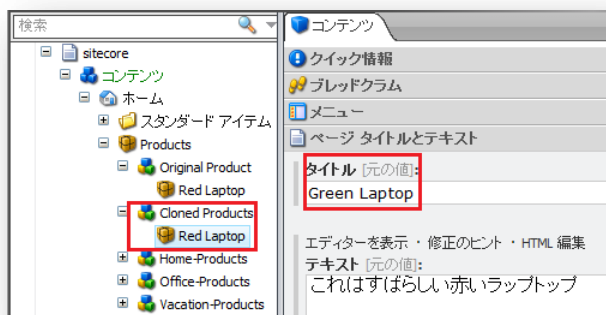 検索
sitecore
コンテンツ
ホーム
スタンダード アイテム
Products
Original Product
Red Laptop
Cloned Products
Red Laptop
Home-Products
Office-Products
Vacation-Products
コンテンツ
クイック情報
ブレッドクラム
メニュー
ページ タイトルとテキスト
タイトル [元の値]:
Green Laptop
エディターを表示 ・ 修正のヒント ・ HTML 編集
テキスト [元の値]:
これはすばらしい赤いラップトップ